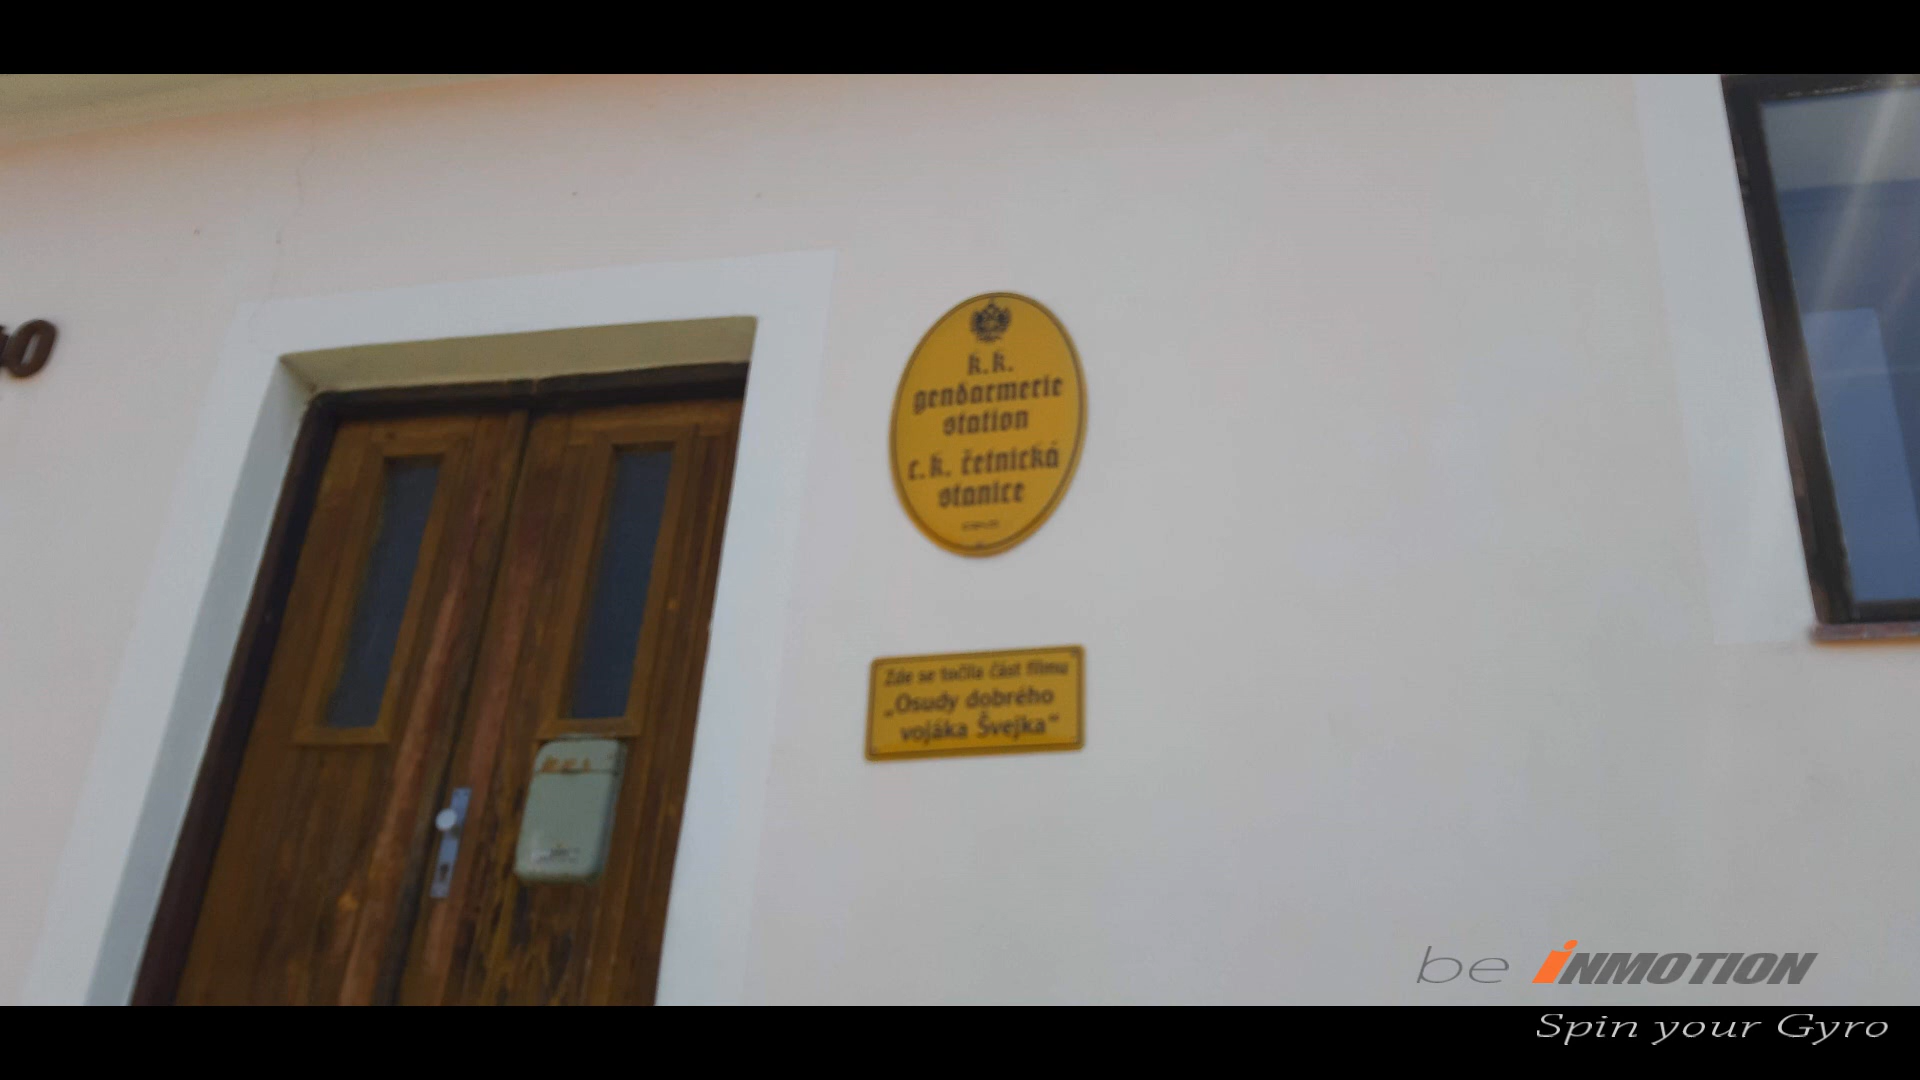 k.k.
gendarmerie
station
c.k. četnická
stanice
Zde se točila část filmu
„Osudy dobrého
vojáka Švejka“
be INMOTION
Spin your Gyro